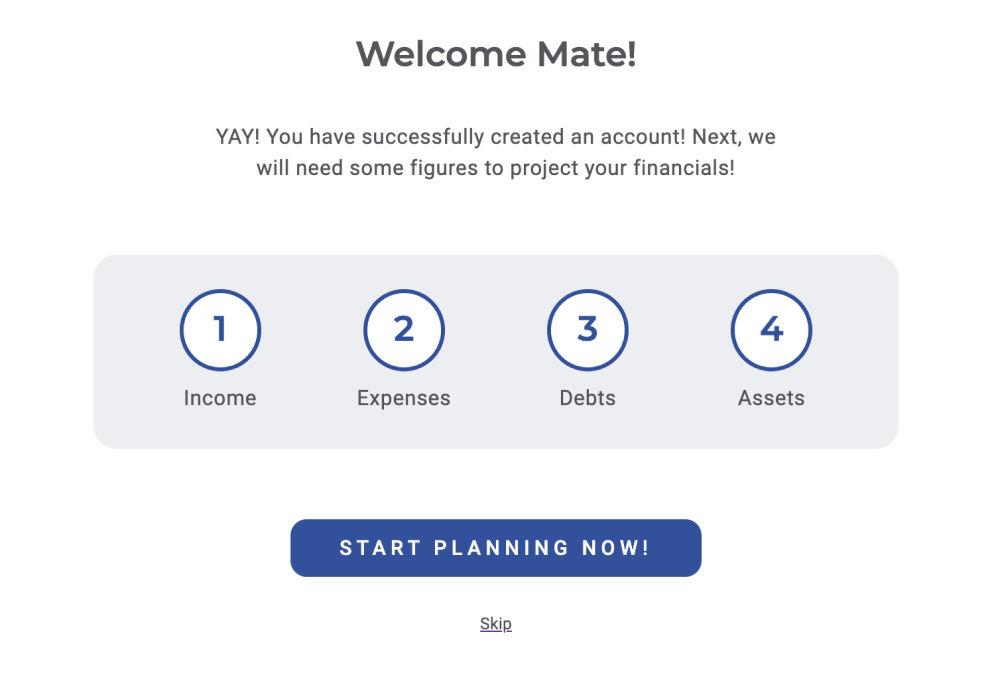 Welcome Mate!
YAY! You have successfully created an account! Next, we
will need some figures to project your financials!
1 2 3 4
Income Expenses Debts Assets
START PLANNING NOW!
Skip